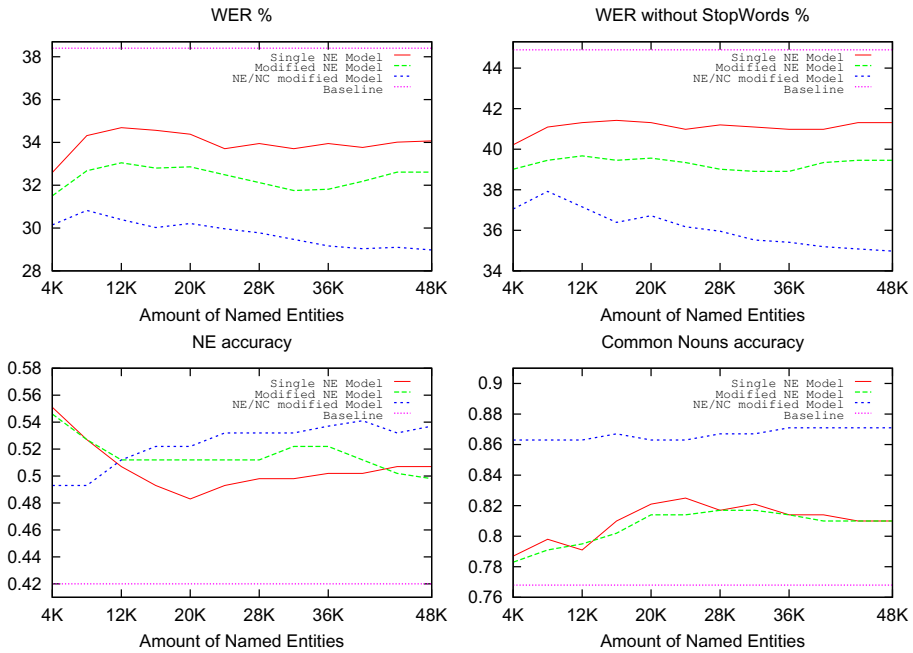 WER %
38
36
34
32
30
28
Single NE Model
Modified NE Model
NE/NC modified Model
Baseline
4K 12K 20K 28K 36K 48K
Amount of Named Entities
WER without StopWords %
44
42
40
38
36
34
Single NE Model
Modified NE Model
NE/NC modified Model
Baseline
4K 12K 20K 28K 36K 48K
Amount of Named Entities
NE accuracy
0.58
0.56
0.54
0.52
0.5
0.48
0.46
0.44
0.42
Single NE Model
Modified NE Model
NE/NC modified Model
Baseline
4K 12K 20K 28K 36K 48K
Amount of Named Entities
Common Nouns accuracy
0.9
0.88
0.86
0.84
0.82
0.8
0.78
0.76
Single NE Model
Modified NE Model
NE/NC modified Model
Baseline
4K 12K 20K 28K 36K 48K
Amount of Named Entities